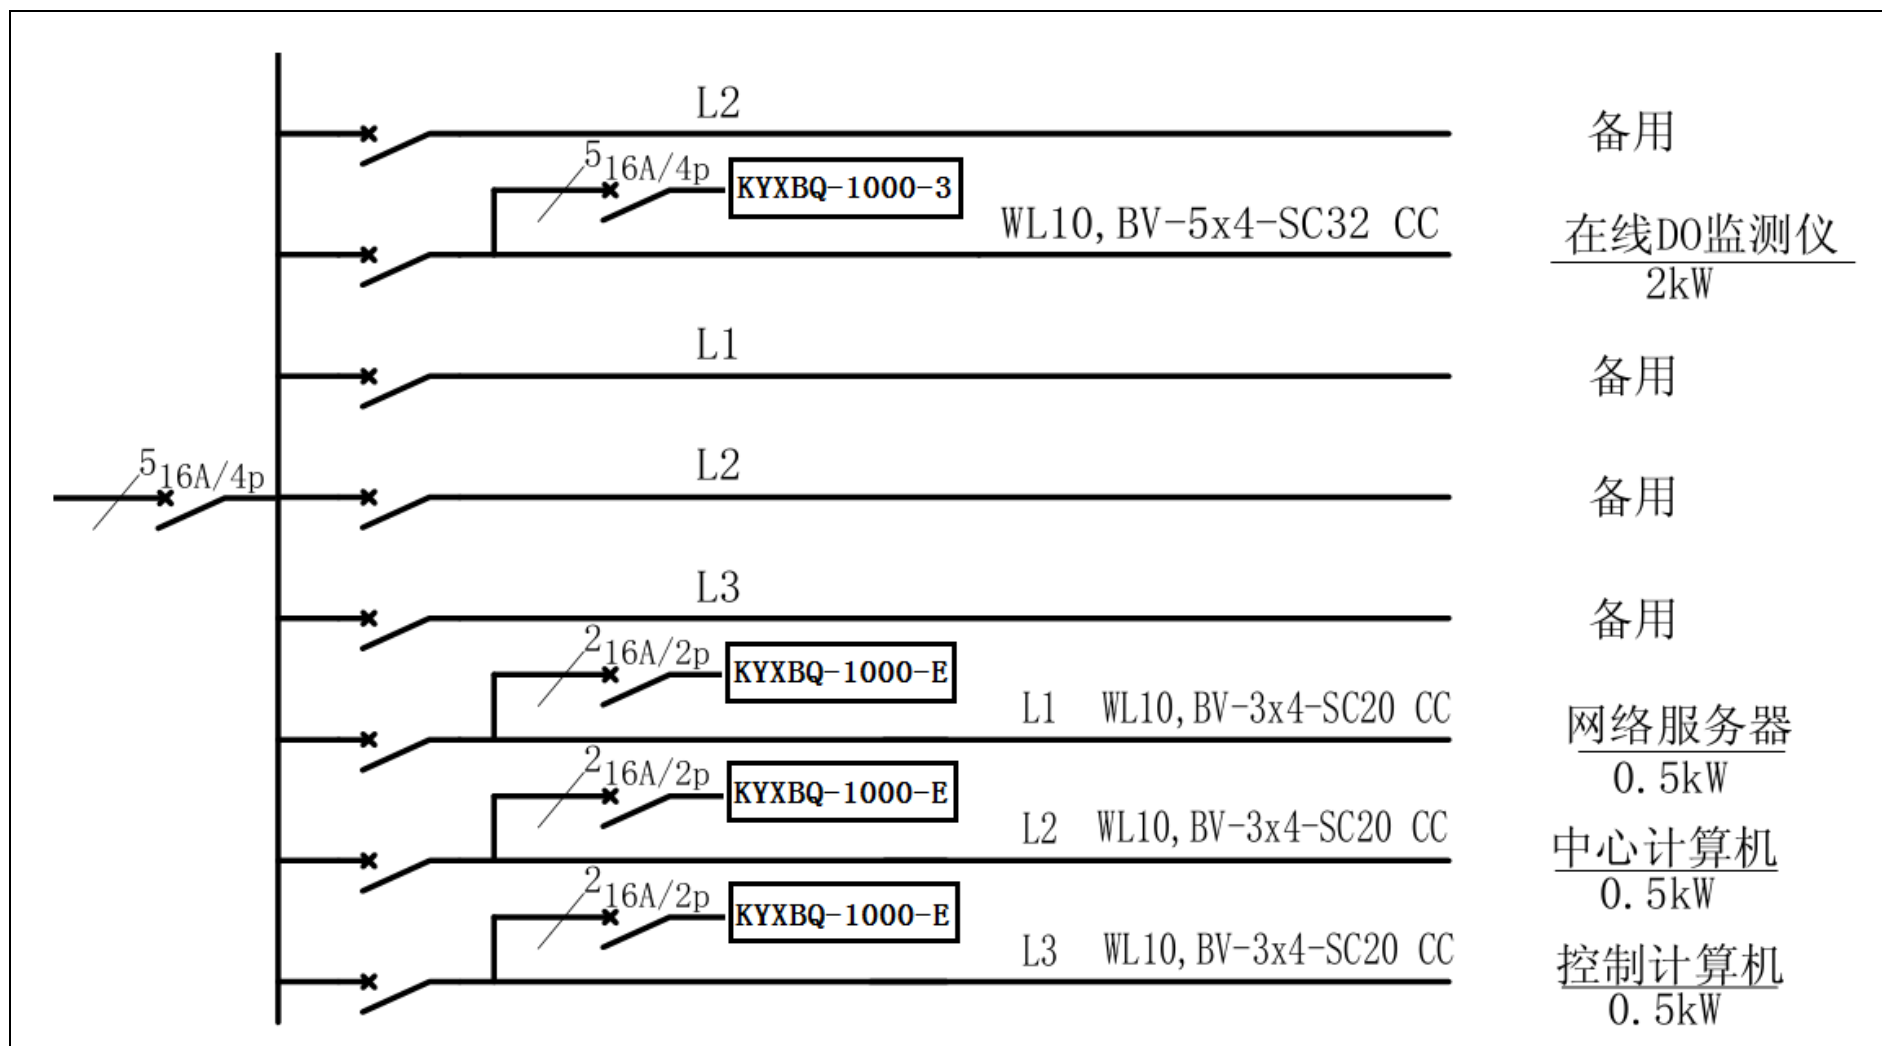 L2
备用
5
16A/4p
KYXBQ-1000-3
WL10, BV-5x4-SC32 CC
在线DO监测仪
2kW
L1
备用
5
16A/4p
L2
备用
L3
备用
2
16A/2p
KYXBQ-1000-E
L1 WL10, BV-3x4-SC20 CC
网络服务器
0.5kW
2
16A/2p
KYXBQ-1000-E
L2 WL10, BV-3x4-SC20 CC
中心计算机
0.5kW
2
16A/2p
KYXBQ-1000-E
L3 WL10, BV-3x4-SC20 CC
控制计算机
0.5kW